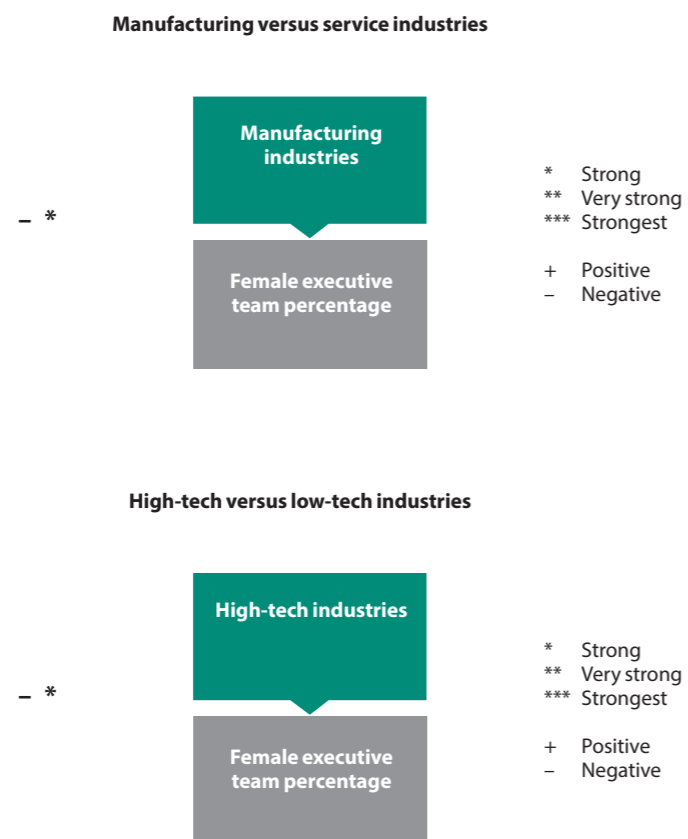 Manufacturing versus service industries
Manufacturing
industries
– *
* Strong
** Very strong
*** Strongest
+ Positive
– Negative
Female executive
team percentage
High-tech versus low-tech industries
High-tech industries
– *
* Strong
** Very strong
*** Strongest
+ Positive
– Negative
Female executive
team percentage